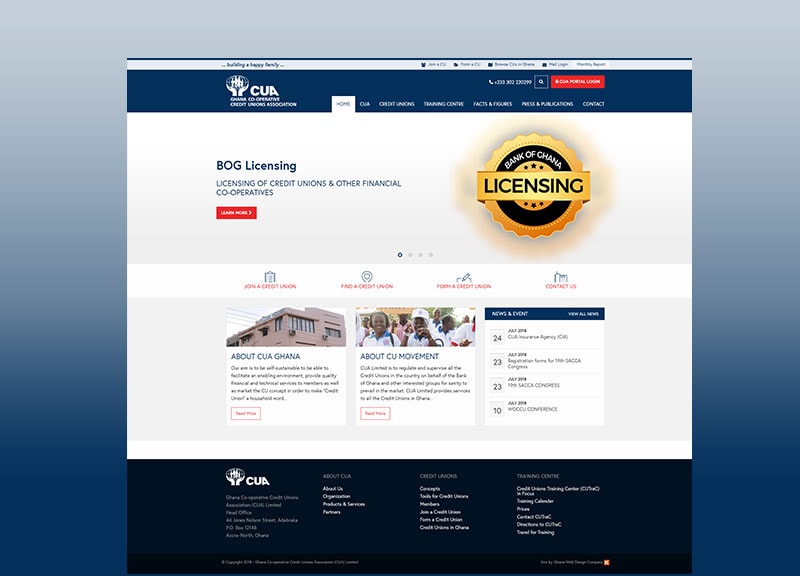 ... building a happy family ...
Join a CU Form a CU Browse CUs in Ghana Mail Login Monthly Report
CUA
GHANA CO-OPERATIVE
CREDIT UNIONS ASSOCIATION
+233 302 220299 CUA PORTAL LOGIN
HOME CUA CREDIT UNIONS TRAINING CENTRE FACTS & FIGURES PRESS & PUBLICATIONS CONTACT
BOG Licensing
LICENSING OF CREDIT UNIONS & OTHER FINANCIAL
CO-OPERATIVES
LEARN MORE
BANK OF GHANA
LICENSING
JOIN A CREDIT UNION FIND A CREDIT UNION FORM A CREDIT UNION CONTACT US
ABOUT CUA GHANA
Our aim is to be self-sustainable to be able to
facilitate an enabling environment, provide quality
financial and technical services to members as well
as market the CU concept in order to make "Credit
Union" a household word...
Read More
ABOUT CU MOVEMENT
CUA Limited is to regulate and supervise all the
Credit Unions in the country on behalf of the Bank
of Ghana and other interested groups for sanity to
prevail in the market. CUA Limited provides services
to all the Credit Unions in Ghana...
Read More
NEWS & EVENT VIEW ALL NEWS
24 JULY 2018
CUA Insurance Agency (CIA)
23 JULY 2018
Registration forms for 19th SACCA
Congress
23 JULY 2018
19th SACCA CONGRESS
10 JULY 2018
WOCCU CONFERENCE
CUA
Ghana Co-operative Credit Unions
Association (CUA) Limited
Head Office
44 Jones Nelson Street, Adabraka
P.O. Box 12148
Accra-North, Ghana
ABOUT CUA
About Us
Organization
Products & Services
Partners
CREDIT UNIONS
Concepts
Tools for Credit Unions
Members
Join a Credit Union
Form a Credit Union
Credit Unions in Ghana
TRAINING CENTRE
Credit Unions Training Center (CUTraC)
in Focus
Training Calender
Prices
Contact CUTraC
Directions to CUTraC
Travel for Training
© Copyright 2018 - Ghana Co-operative Credit Unions Association (CUA) Limited
Site by: Ghana Web Design Company